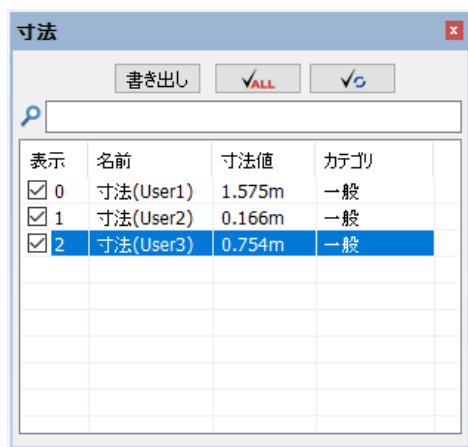 寸法
書き出し ALL
表示 名前 寸法値 カテゴリ
0 寸法(User1) 1.575m 一般
1 寸法(User2) 0.166m 一般
2 寸法(User3) 0.754m 一般